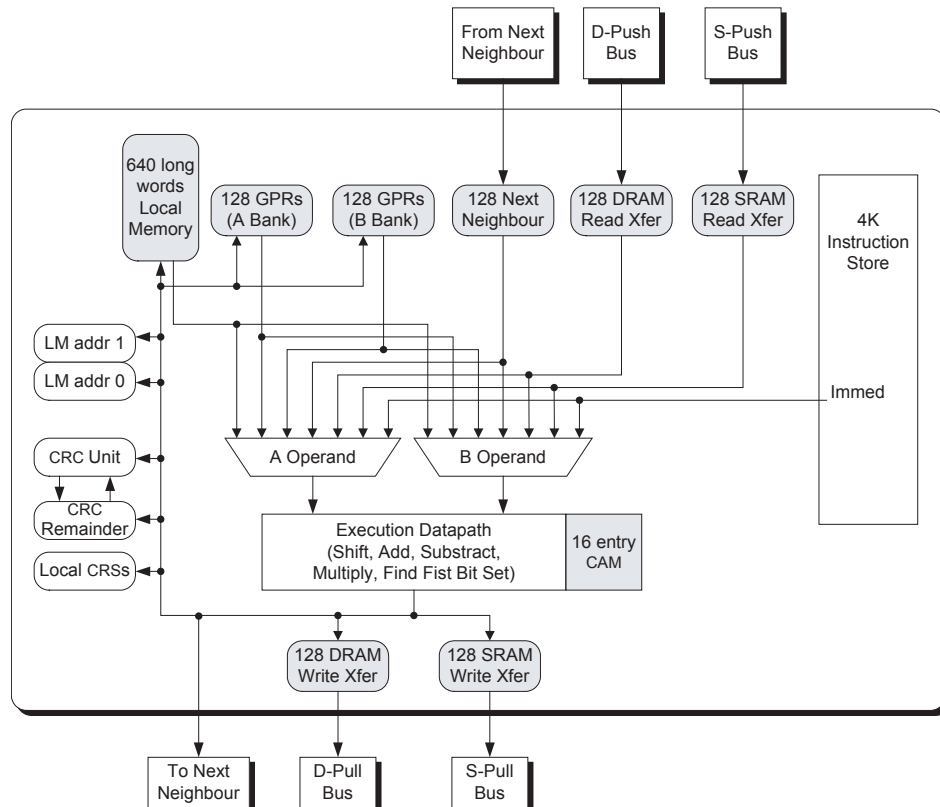 From Next
Neighbour
D-Push
Bus
S-Push
Bus
640 long
words
Local
Memory
128 GPRs
(A Bank)
128 GPRs
(B Bank)
128 Next
Neighbour
128 DRAM
Read Xfer
128 SRAM
Read Xfer
4K
Instruction
Store
LM addr 1
LM addr 0
Immed
CRC Unit
CRC
Remainder
Local CRSs
A Operand
B Operand
Execution Datapath
(Shift, Add, Substract,
Multiply, Find Fist Bit Set)
16 entry
CAM
128 DRAM
Write Xfer
128 SRAM
Write Xfer
To Next
Neighbour
D-Pull
Bus
S-Pull
Bus